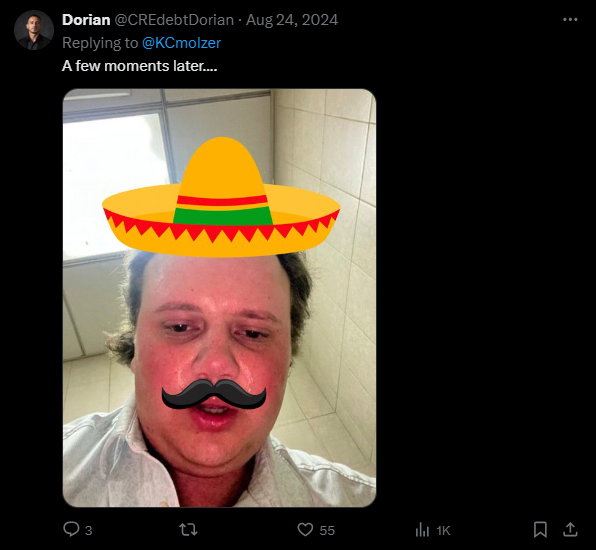 Dorian @CREdebtDorian · Aug 24, 2024
Replying to @KCmolzer
A few moments later....
3
55
1K